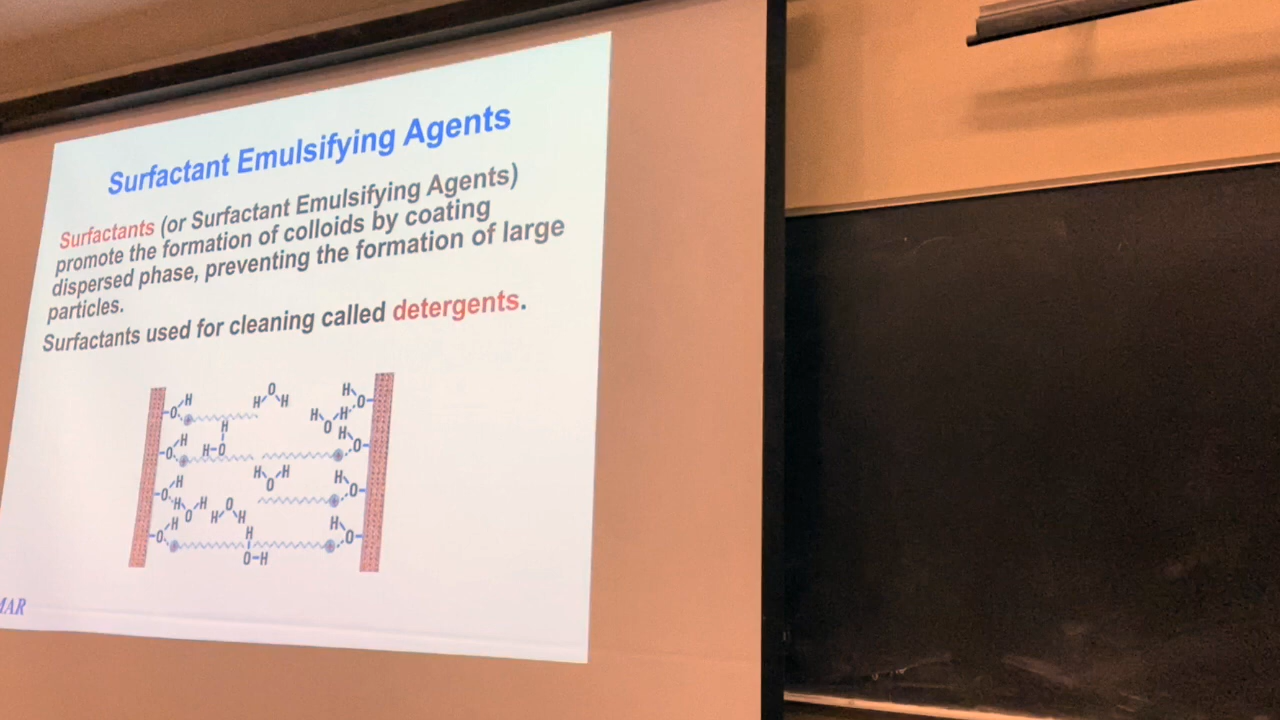 Surfactant Emulsifying Agents
Surfactants (or Surfactant Emulsifying Agents)
promote the formation of colloids by coating
dispersed phase, preventing the formation of large
particles.
Surfactants used for cleaning called detergents.
H O H H
O H H O
H H H H
O H O
H H O
O H H H
O H O
H H H O
O H H O H
O H H H
O H O
O-H